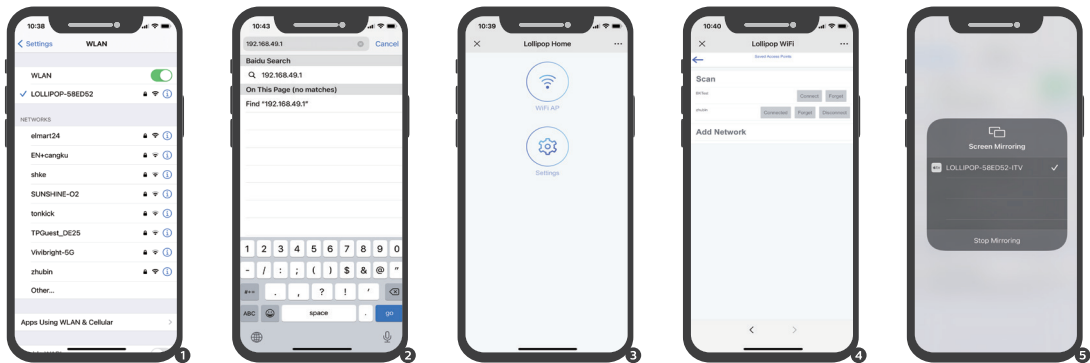 10:38
Settings
WLAN
WLAN
LOLLIPOP-58ED52
NETWORKS
elmart24
EN+cangku
shke
SUNSHINE-O2
tonkick
TPGuest_DE25
Vivibright-5G
zhubin
Other...
Apps Using WLAN & Cellular
1
10:43
192.168.49.1
Cancel
Baidu Search
192.168.49.1
On This Page (no matches)
Find "192.168.49.1"
1 2 3 4 5 6 7 8 9 0
- / : ; ( ) $ & @ "
#+= . , ? ! '
ABC space . go
2
10:39
Lollipop Home
WiFi AP
Settings
3
10:40
Lollipop WiFi
Saved Access Points
Scan
Connect Forget
zhubin
Connected Forget Disconnect
Add Network
4
Screen Mirroring
LOLLIPOP-58ED52-ITV
Stop Mirroring
5